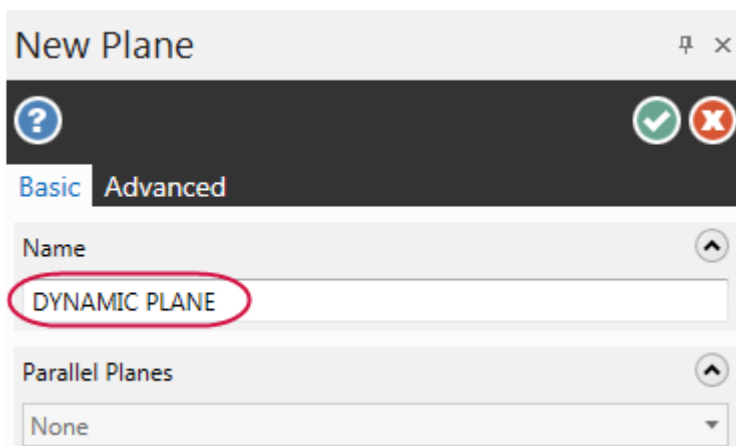 New Plane
Basic Advanced
Name
DYNAMIC PLANE
Parallel Planes
None